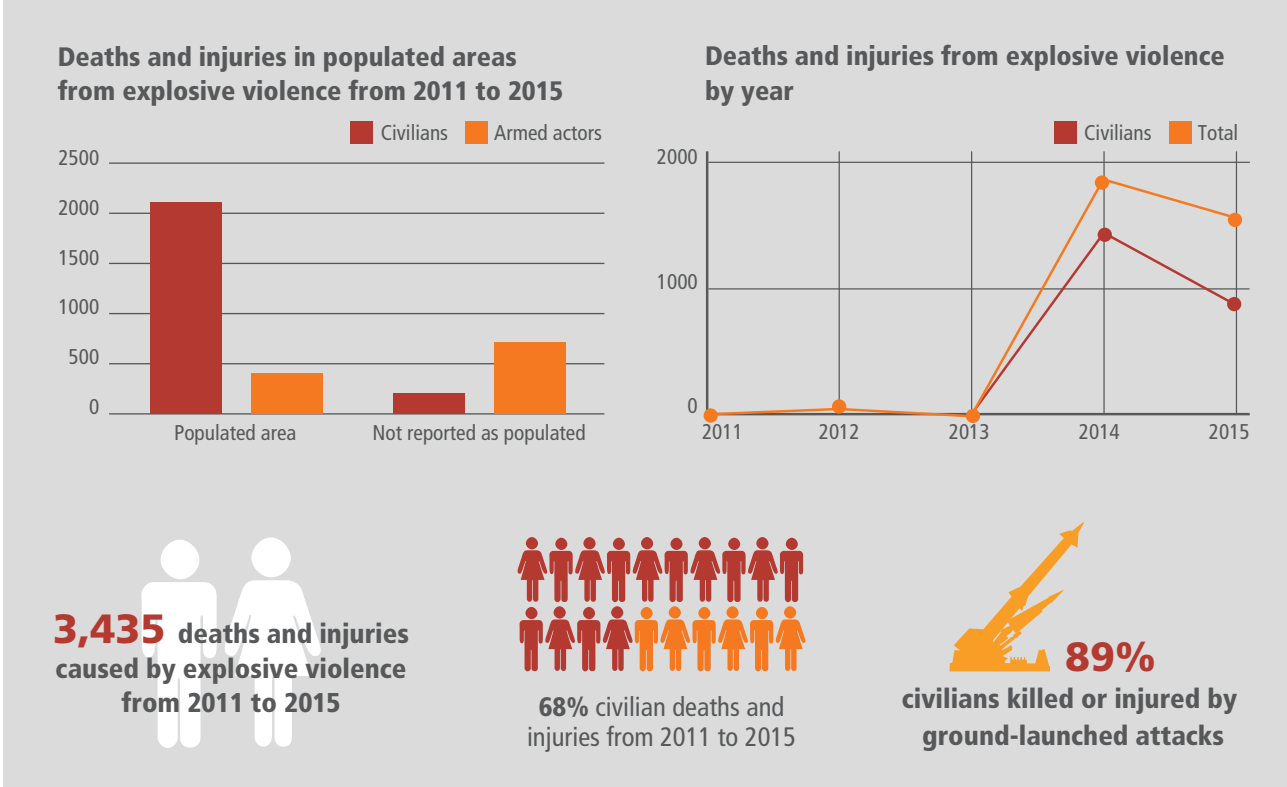 Deaths and injuries in populated areas
from explosive violence from 2011 to 2015
Civilians Armed actors
2500
2000
1500
1000
500
0
Populated area Not reported as populated
Deaths and injuries from explosive violence
by year
Civilians Total
2000
1000
0
2011 2012 2013 2014 2015
3,435 deaths and injuries
caused by explosive violence
from 2011 to 2015
68% civilian deaths and
injuries from 2011 to 2015
89%
civilians killed or injured by
ground-launched attacks